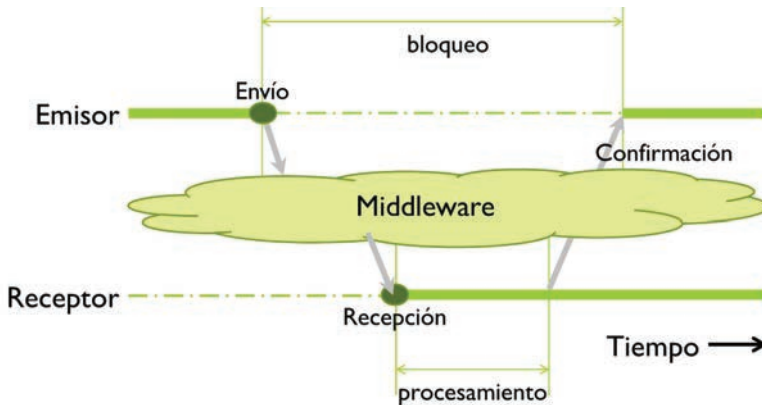 bloqueo
Envío
Emisor
Confirmación
Middleware
Receptor
Recepción
Tiempo
procesamiento